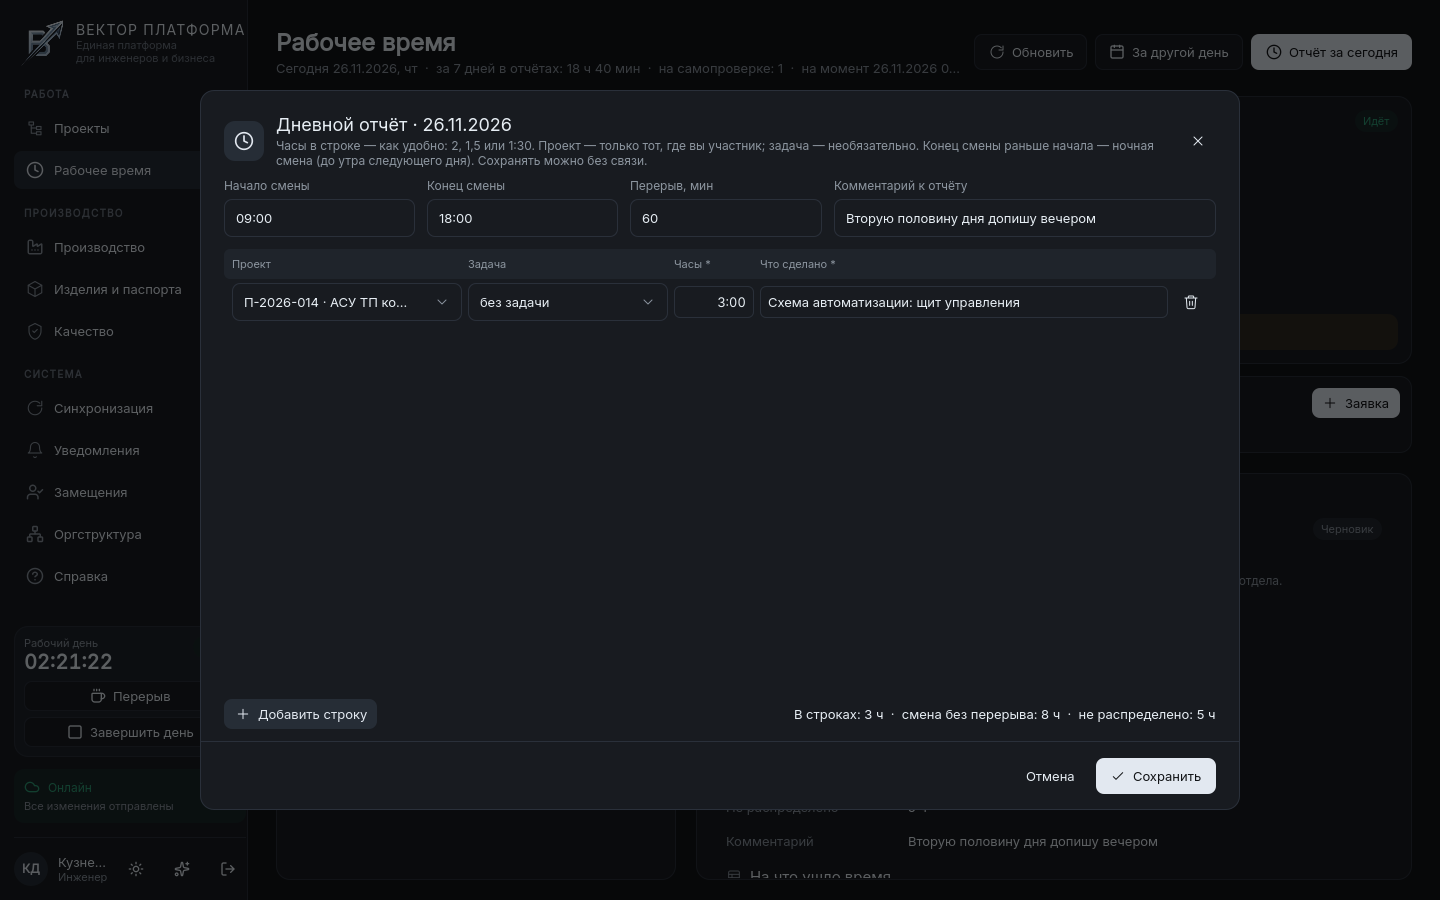 ВЕКТОР ПЛАТФОРМА
Единая платформа
для инженеров и бизнеса
РАБОТА
Проекты
Рабочее время
ПРОИЗВОДСТВО
Производство
Изделия и паспорта
Качество
СИСТЕМА
Синхронизация
Уведомления
Замещения
Оргструктура
Справка
Рабочий день
02:21:22
Перерыв
Завершить день
Онлайн
Все изменения отправлены
КД
Кузне...
Инженер
Рабочее время
Сегодня 26.11.2026, чт · за 7 дней в отчётах: 18 ч 40 мин · на самопроверке: 1 · на момент 26.11.2026 0...
Обновить
За другой день
Отчёт за сегодня
Идёт
Заявка
Черновик
отдела.
Дневной отчёт · 26.11.2026
Часы в строке — как удобно: 2, 1,5 или 1:30. Проект — только тот, где вы участник; задача — необязательно. Конец смены раньше начала — ночная
смена (до утра следующего дня). Сохранять можно без связи.
Начало смены
Конец смены
Перерыв, мин
Комментарий к отчёту
09:00
18:00
60
Вторую половину дня допишу вечером
Проект
Задача
Часы *
Что сделано *
П-2026-014 · АСУ ТП ко...
без задачи
3:00
Схема автоматизации: щит управления
Добавить строку
В строках: 3 ч · смена без перерыва: 8 ч · не распределено: 5 ч
Отмена
Сохранить
Комментарий
Вторую половину дня допишу вечером
На что ушло время